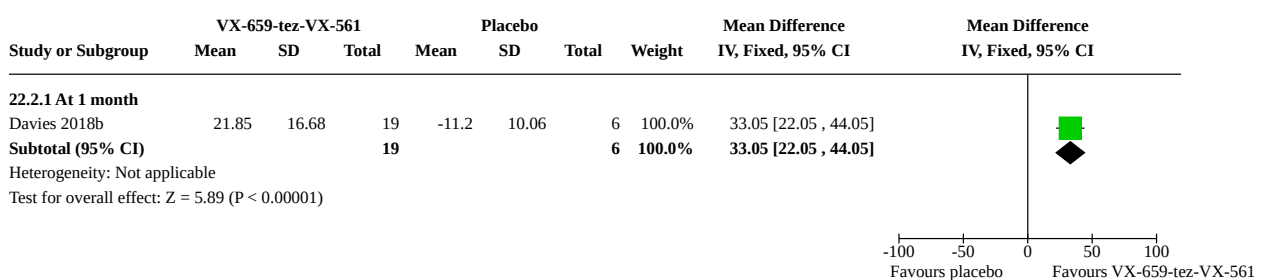 VX-659-tez-VX-561 Placebo Mean Difference Mean Difference
Study or Subgroup Mean SD Total Mean SD Total Weight IV, Fixed, 95% CI IV, Fixed, 95% CI
22.2.1 At 1 month
Davies 2018b 21.85 16.68 19 -11.2 10.06 6 100.0% 33.05 [22.05 , 44.05]
Subtotal (95% CI) 19 6 100.0% 33.05 [22.05 , 44.05]
Heterogeneity: Not applicable
Test for overall effect: Z = 5.89 (P < 0.00001)
-100 -50 0 50 100
Favours placebo Favours VX-659-tez-VX-561